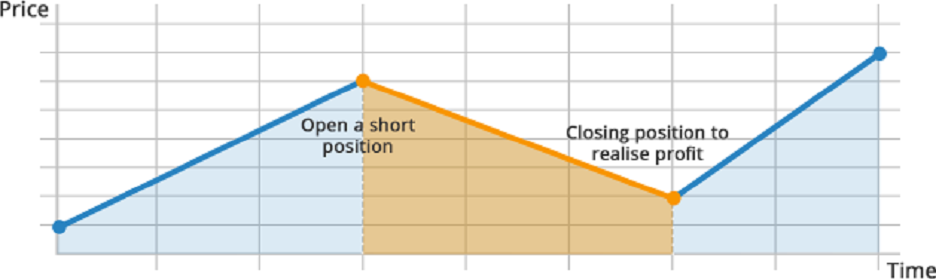 Price
Open a short
position
Closing position to
realise profit
Time